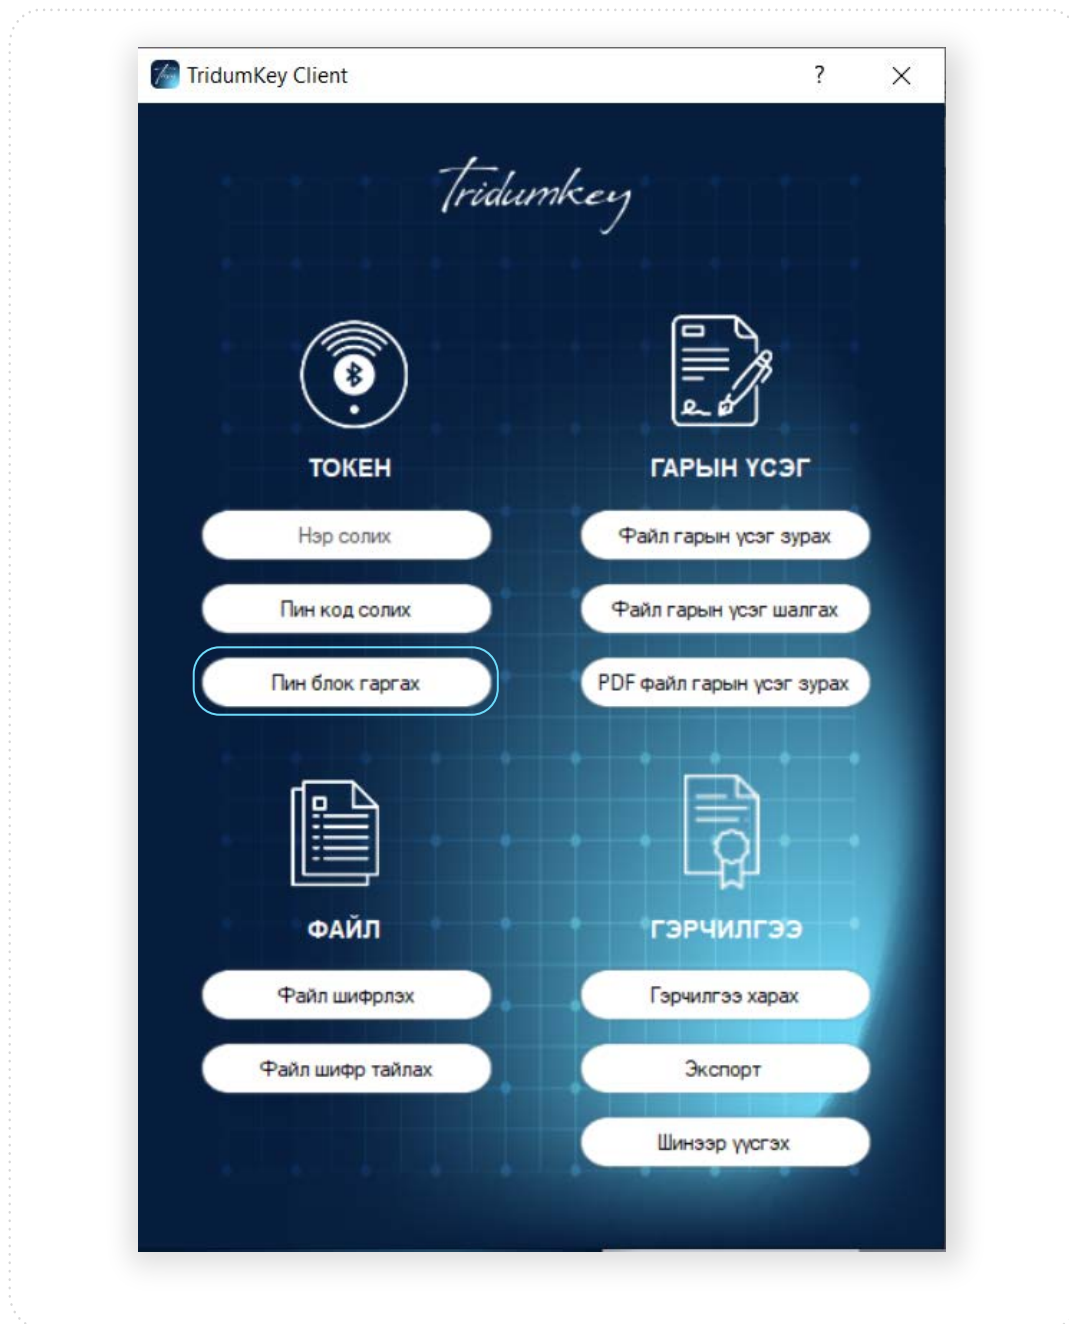 TridumKey Client
Tridumkey
ТОКЕН
Нэр солих
Пин код солих
Пин блок гаргах
ГАРЫН ҮСЭГ
Файл гарын үсэг зурах
Файл гарын үсэг шалгах
PDF файл гарын үсэг зурах
ФАЙЛ
Файл шифрлэх
Файл шифр тайлах
ГЭРЧИЛГЭЭ
Гэрчилгээ харах
Экспорт
Шинээр үүсгэх